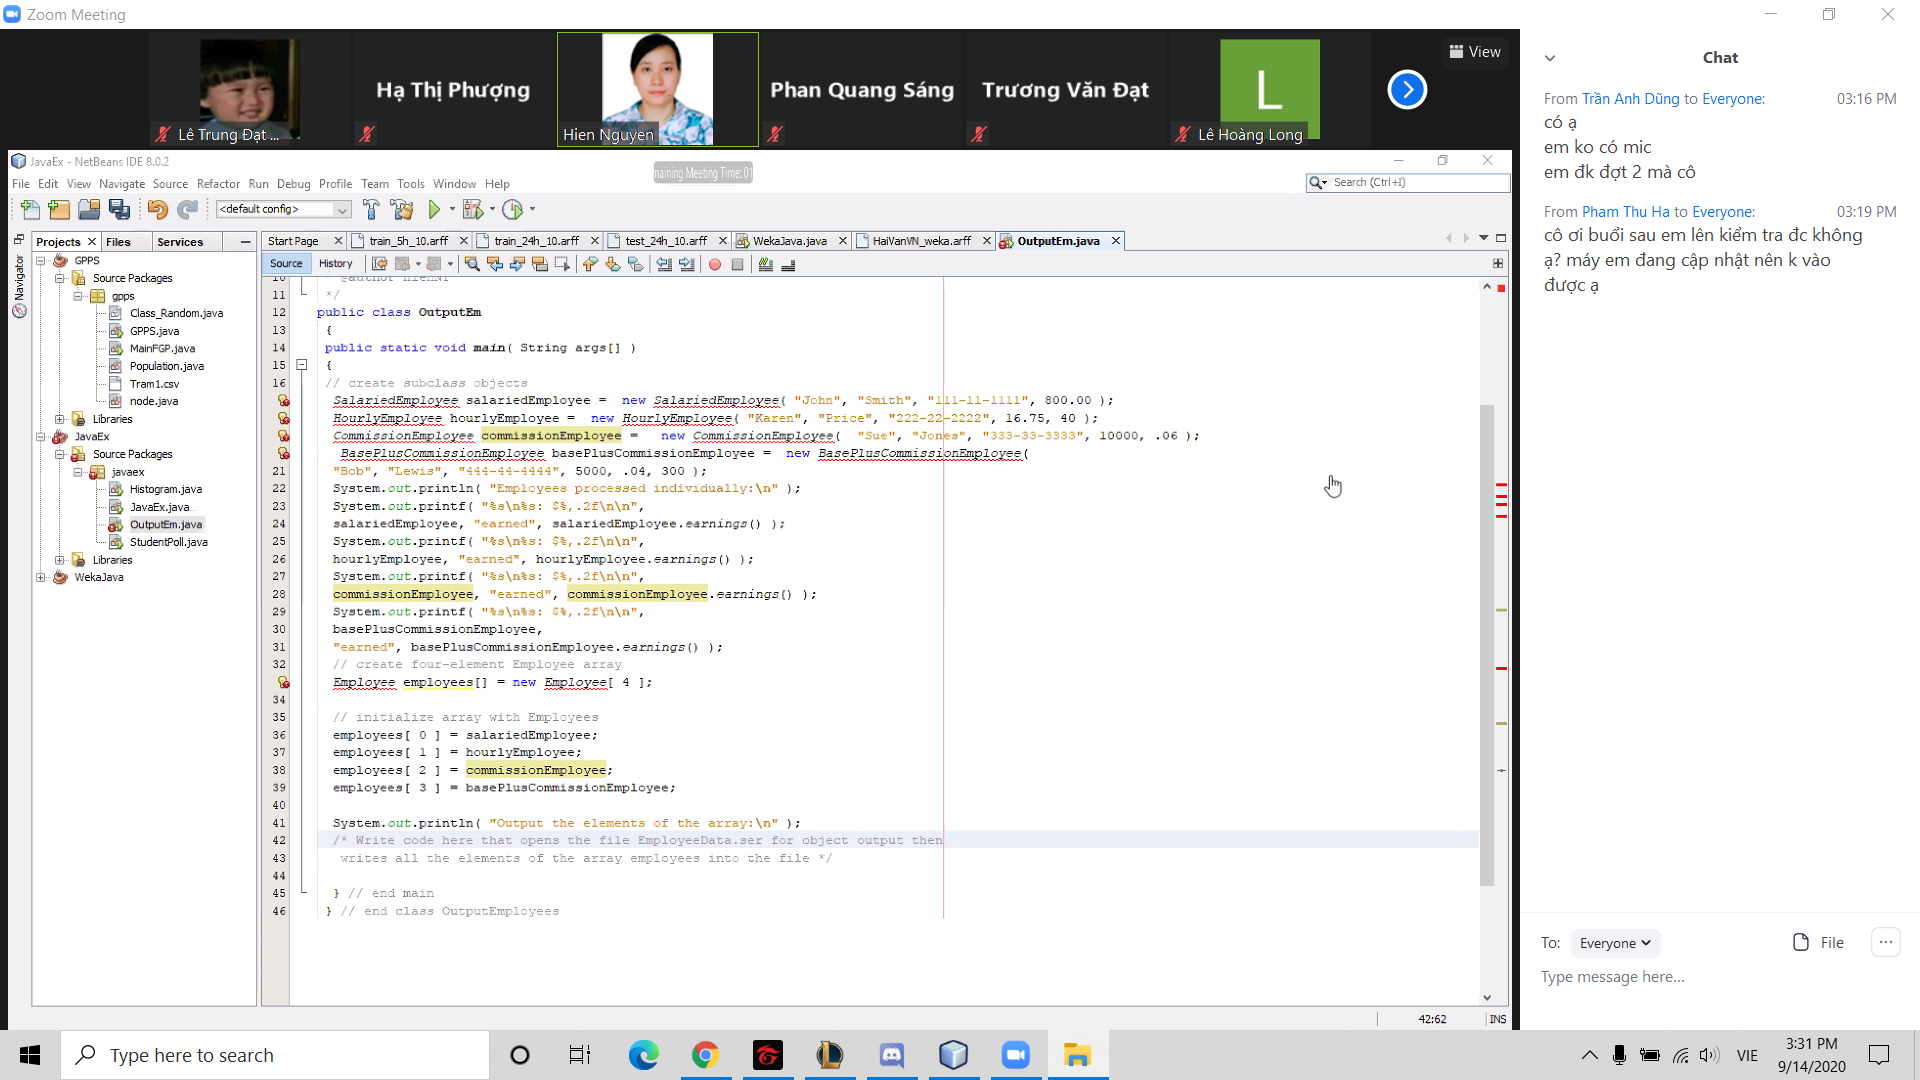 Zoom Meeting
Lê Trung Đạt ...
Hạ Thị Phượng
Hien Nguyen
Phan Quang Sáng
Trương Văn Đạt
L
Lê Hoàng Long
View
JavaEx - NetBeans IDE 8.0.2
naining Meeting Time: 01
File Edit View Navigate Source Refactor Run Debug Profile Team Tools Window Help
Search (Ctrl+I)
<default config>
Projects Files Services
Start Page train_5h_10.arff train_24h_10.arff test_24h_10.arff WekaJava.java HaiVanVN_weka.arff OutputEm.java
Source History
Navigator
GPPS
Source Packages
gpps
Class_Random.java
GPPS.java
MainFGP.java
Population.java
Tram1.csv
node.java
Libraries
JavaEx
Source Packages
javaex
Histogram.java
JavaEx.java
OutputEm.java
StudentPoll.java
Libraries
WekaJava
11 */
12 public class OutputEm
13 {
14 public static void main( String args[] )
15 {
16 // create subclass objects
SalariedEmployee salariedEmployee = new SalariedEmployee( "John", "Smith", "111-11-1111", 800.00 );
HourlyEmployee hourlyEmployee = new HourlyEmployee( "Karen", "Price", "222-22-2222", 16.75, 40 );
CommissionEmployee commissionEmployee = new CommissionEmployee( "Sue", "Jones", "333-33-3333", 10000, .06 );
BasePlusCommissionEmployee basePlusCommissionEmployee = new BasePlusCommissionEmployee(
21 "Bob", "Lewis", "444-44-4444", 5000, .04, 300 );
22 System.out.println( "Employees processed individually:\n" );
23 System.out.printf( "%s\n%s: $%,.2f\n\n",
24 salariedEmployee, "earned", salariedEmployee.earnings() );
25 System.out.printf( "%s\n%s: $%,.2f\n\n",
26 hourlyEmployee, "earned", hourlyEmployee.earnings() );
27 System.out.printf( "%s\n%s: $%,.2f\n\n",
28 commissionEmployee, "earned", commissionEmployee.earnings() );
29 System.out.printf( "%s\n%s: $%,.2f\n\n",
30 basePlusCommissionEmployee,
31 "earned", basePlusCommissionEmployee.earnings() );
32 // create four-element Employee array
Employee employees[] = new Employee[ 4 ];
34
35 // initialize array with Employees
36 employees[ 0 ] = salariedEmployee;
37 employees[ 1 ] = hourlyEmployee;
38 employees[ 2 ] = commissionEmployee;
39 employees[ 3 ] = basePlusCommissionEmployee;
40
41 System.out.println( "Output the elements of the array:\n" );
42 /* Write code here that opens the file EmployeeData.ser for object output then
43 writes all the elements of the array employees into the file */
44
45 } // end main
46 } // end class OutputEmployees
42:62 INS
Chat
From Trần Anh Dũng to Everyone: 03:16 PM
có ạ
em ko có mic
em đk đợt 2 mà cô
From Pham Thu Ha to Everyone: 03:19 PM
cô ơi buổi sau em lên kiểm tra đc không
ạ? máy em đang cập nhật nên k vào
được ạ
To: Everyone File ...
Type message here...
Type here to search
VIE
3:31 PM
9/14/2020